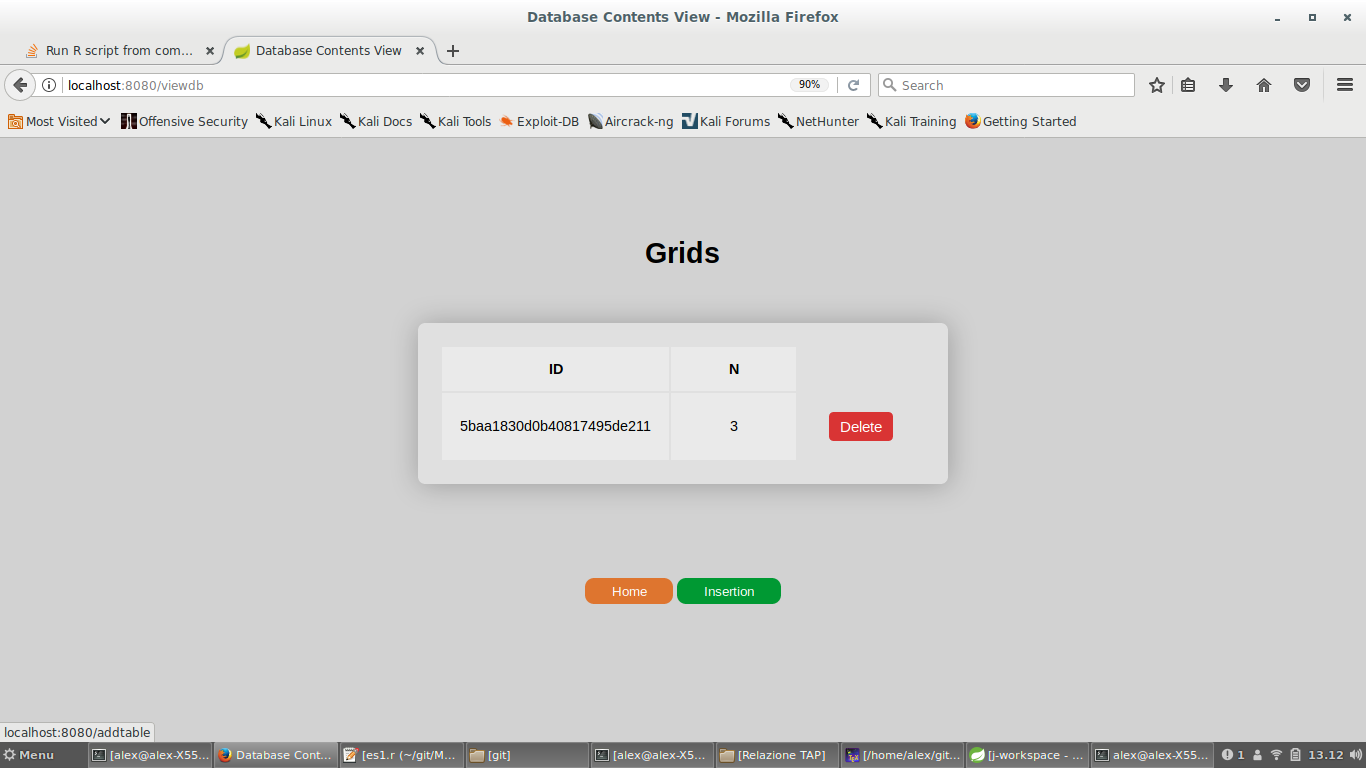 Database Contents View - Mozilla Firefox
Run R script from com... Database Contents View
localhost:8080/viewdb 90% Search
Most Visited Offensive Security Kali Linux Kali Docs Kali Tools Exploit-DB Aircrack-ng Kali Forums NetHunter Kali Training Getting Started
Grids
ID N
5baa1830d0b40817495de211 3 Delete
Home Insertion
localhost:8080/addtable
Menu [alex@alex-X55... Database Cont... [es1.r (~/git/M... [git] [alex@alex-X5... [Relazione TAP] [/home/alex/git... [j-workspace - ... alex@alex-X55... 1 13.12